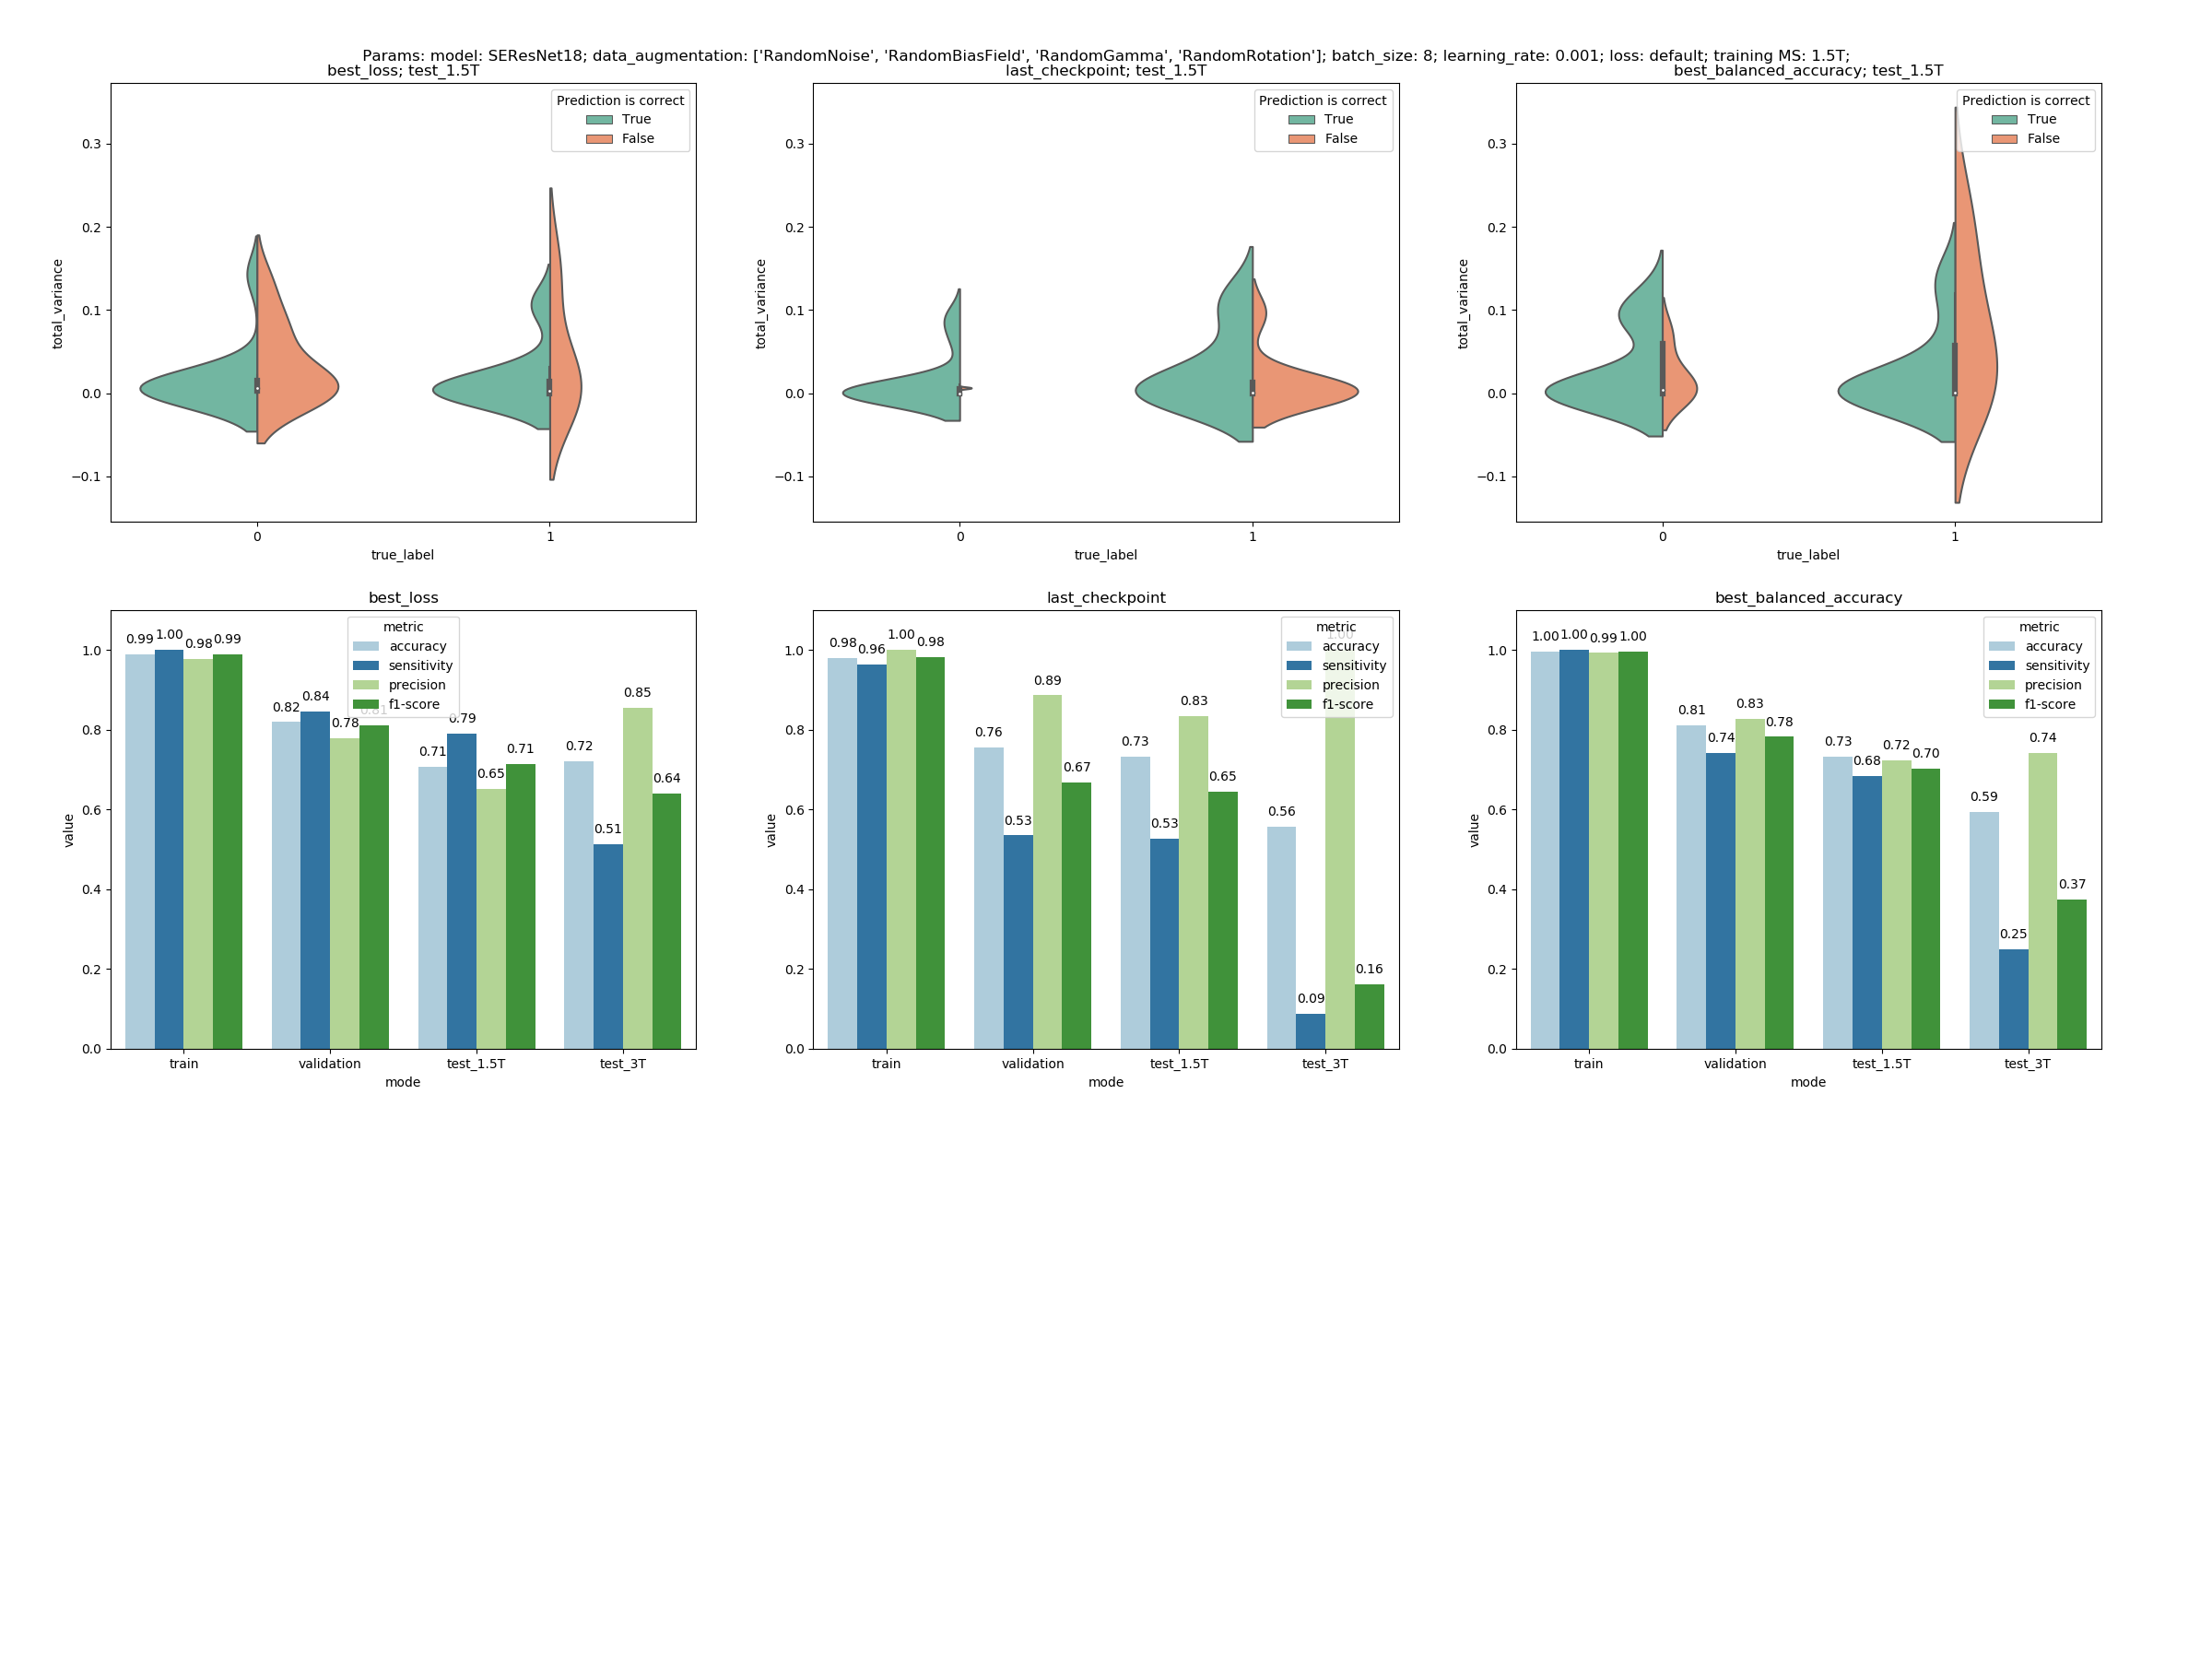 Params: model: SEResNet18; data_augmentation: ['RandomNoise', 'RandomBiasField', 'RandomGamma', 'RandomRotation']; batch_size: 8; learning_rate: 0.001; loss: default; training MS: 1.5T;
best_loss; test_1.5T
Prediction is correct
True
False
total_variance
0.3
0.2
0.1
0.0
−0.1
0 1
true_label
last_checkpoint; test_1.5T
Prediction is correct
True
False
total_variance
0.3
0.2
0.1
0.0
−0.1
0 1
true_label
best_balanced_accuracy; test_1.5T
Prediction is correct
True
False
total_variance
0.3
0.2
0.1
0.0
−0.1
0 1
true_label
best_loss
metric
accuracy
sensitivity
precision
f1-score
value
1.0
0.8
0.6
0.4
0.2
0.0
0.99 1.00 0.98 0.99
0.82 0.84 0.78 0.81
0.71 0.79 0.65 0.71
0.72 0.51 0.85 0.64
train validation test_1.5T test_3T
mode
last_checkpoint
metric
accuracy
sensitivity
precision
f1-score
value
1.0
0.8
0.6
0.4
0.2
0.0
0.98 0.96 1.00 0.98
0.76 0.53 0.89 0.67
0.73 0.53 0.83 0.65
0.56 0.09 1.00 0.16
train validation test_1.5T test_3T
mode
best_balanced_accuracy
metric
accuracy
sensitivity
precision
f1-score
value
1.0
0.8
0.6
0.4
0.2
0.0
1.00 1.00 0.99 1.00
0.81 0.74 0.83 0.78
0.73 0.68 0.72 0.70
0.59 0.25 0.74 0.37
train validation test_1.5T test_3T
mode